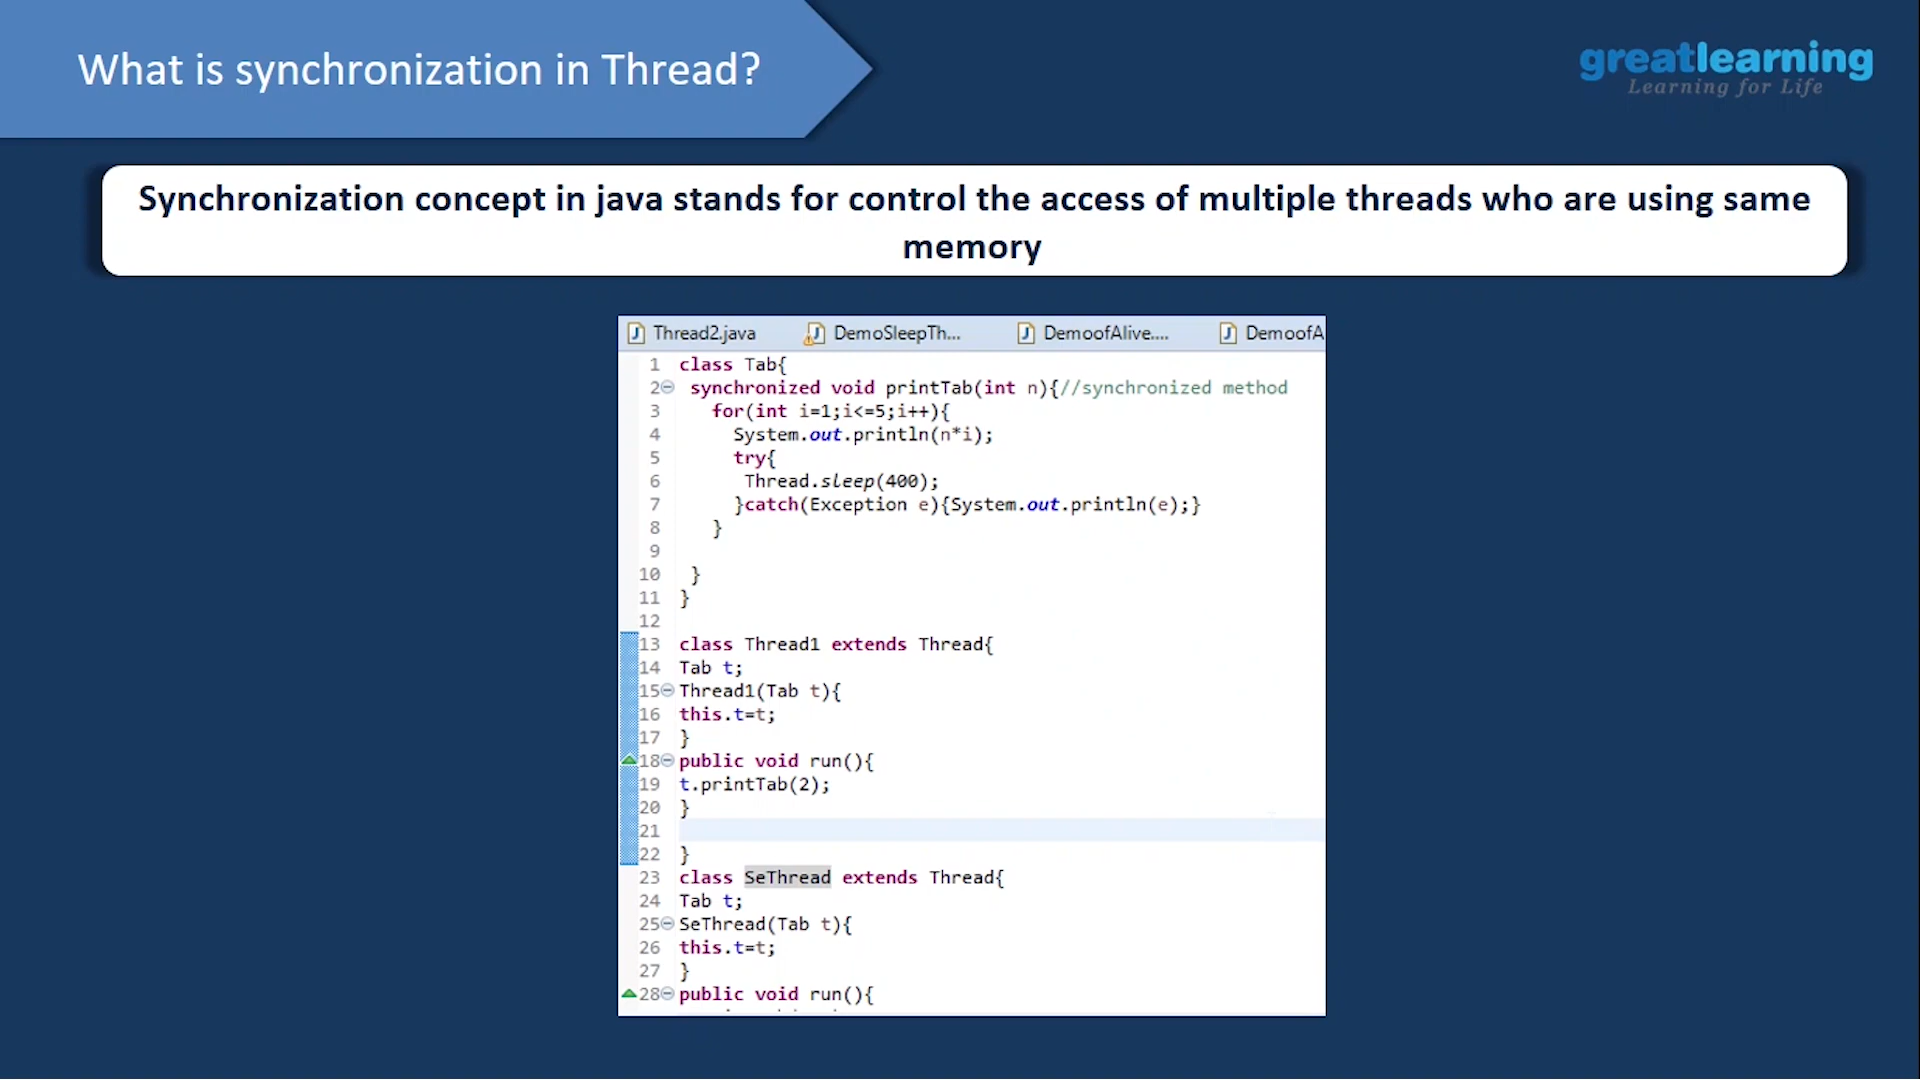 What is synchronization in Thread?
greatlearning
Learning for Life
Synchronization concept in java stands for control the access of multiple threads who are using same
memory
Thread2.java DemoSleepTh... DemoofAlive.... DemoofA
1 class Tab{
2 synchronized void printTab(int n){//synchronized method
3 for(int i=1;i<=5;i++){
4 System.out.println(n*i);
5 try{
6 Thread.sleep(400);
7 }catch(Exception e){System.out.println(e);}
8 }
9
10 }
11 }
12
13 class Thread1 extends Thread{
14 Tab t;
15 Thread1(Tab t){
16 this.t=t;
17 }
18 public void run(){
19 t.printTab(2);
20 }
21
22 }
23 class SeThread extends Thread{
24 Tab t;
25 SeThread(Tab t){
26 this.t=t;
27 }
28 public void run(){